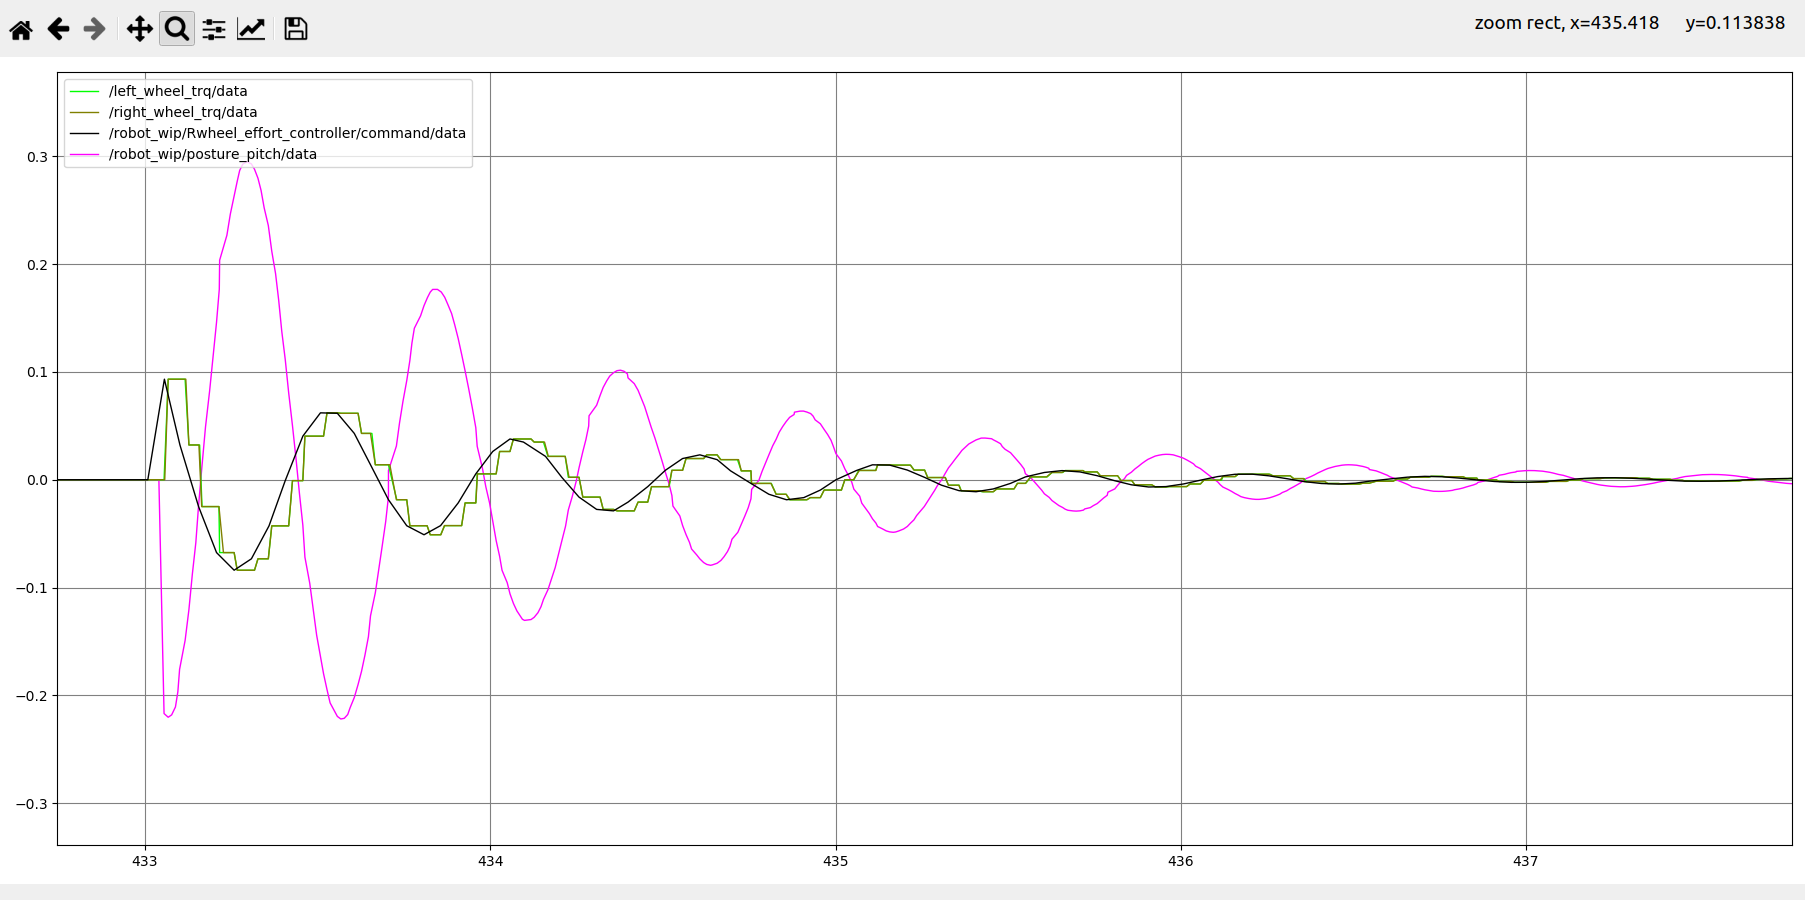 zoom rect, x=435.418 y=0.113838
/left_wheel_trq/data
/right_wheel_trq/data
/robot_wip/Rwheel_effort_controller/command/data
/robot_wip/posture_pitch/data
0.3
0.2
0.1
0.0
−0.1
−0.2
−0.3
433 434 435 436 437